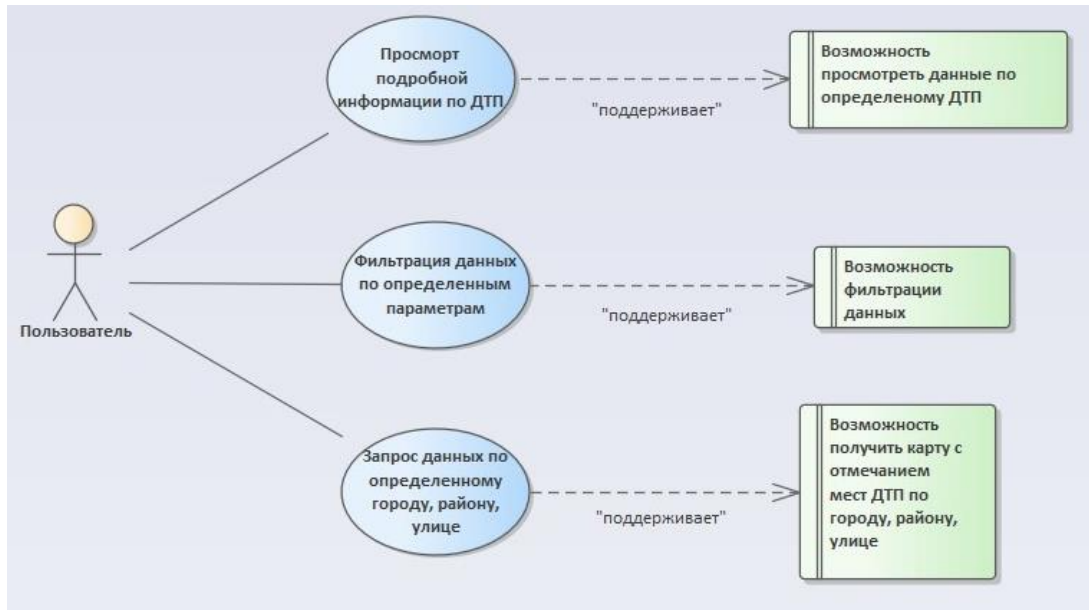 Просморт
подробной
информации по ДТП
"поддерживает"
Возможность
просмотреть данные по
определеному ДТП
Пользователь
Фильтрация данных
по определенным
параметрам
"поддерживает"
Возможность
фильтрации
данных
Запрос данных по
определенному
городу, району,
улице
"поддерживает"
Возможность
получить карту с
отмечанием
мест ДТП по
городу, району,
улице